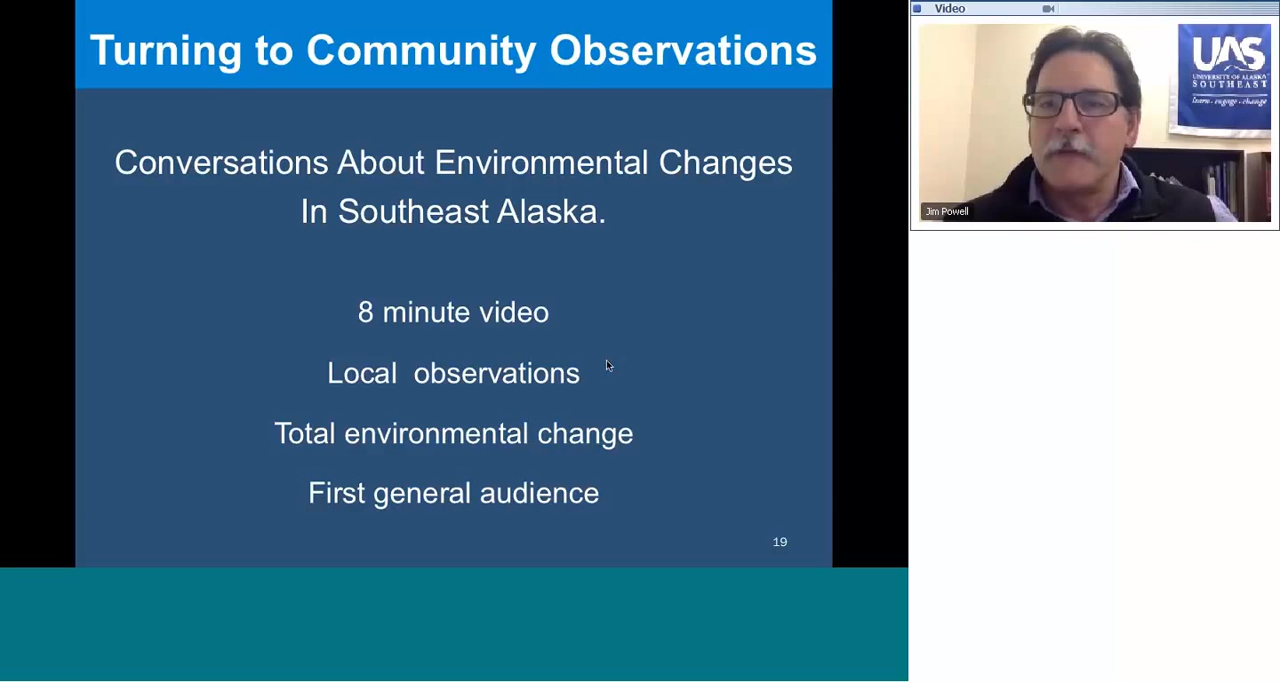 Turning to Community Observations
Conversations About Environmental Changes
In Southeast Alaska.
8 minute video
Local observations
Total environmental change
First general audience
19
Video
UAS
UNIVERSITY OF ALASKA
SOUTHEAST
learn · engage · change
Jim Powell